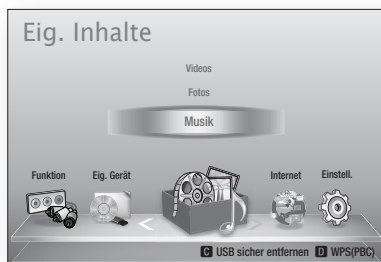 Eig. Inhalte
Videos
Fotos
Musik
Funktion Eig. Gerät Internet Einstell.
C USB sicher entfernen D WPS(PBC)